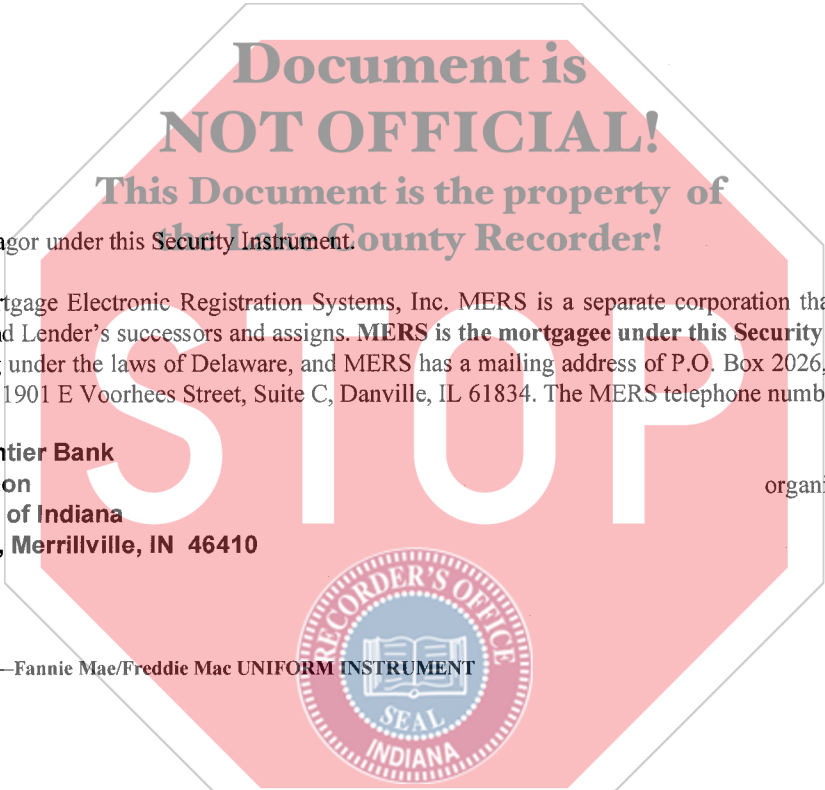 Document is
NOT OFFICIAL!
This Document is the property of
the Lake County Recorder!
agor under this Security Instrument.
rtgage Electronic Registration Systems, Inc. MERS is a separate corporation tha
d Lender's successors and assigns. MERS is the mortgagee under this Security
under the laws of Delaware, and MERS has a mailing address of P.O. Box 2026,
1901 E Voorhees Street, Suite C, Danville, IL 61834. The MERS telephone numb
STOP
ntier Bank
on organi
of Indiana
, Merrillville, IN 46410
RECORDER'S OFFICE
—Fannie Mae/Freddie Mac UNIFORM INSTRUMENT
SEAL
INDIANA